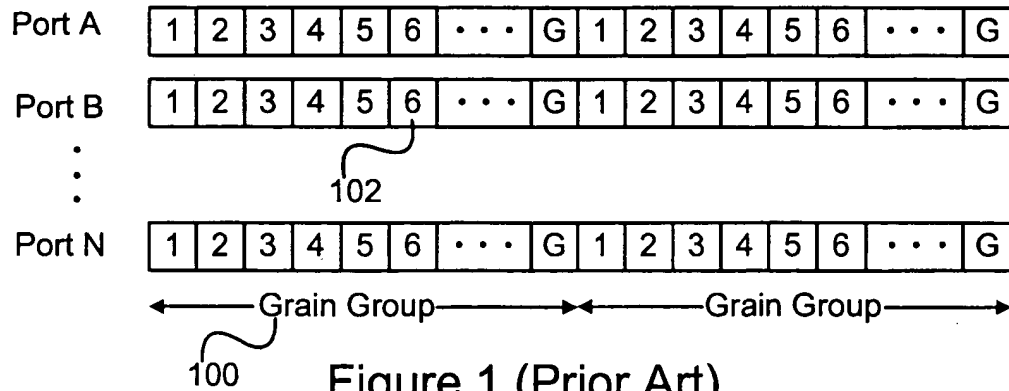 Port A 1 2 3 4 5 6 ··· G 1 2 3 4 5 6 ··· G
Port B 1 2 3 4 5 6 ··· G 1 2 3 4 5 6 ··· G
102
Port N 1 2 3 4 5 6 ··· G 1 2 3 4 5 6 ··· G
Grain Group Grain Group
100
Figure 1 (Prior Art)